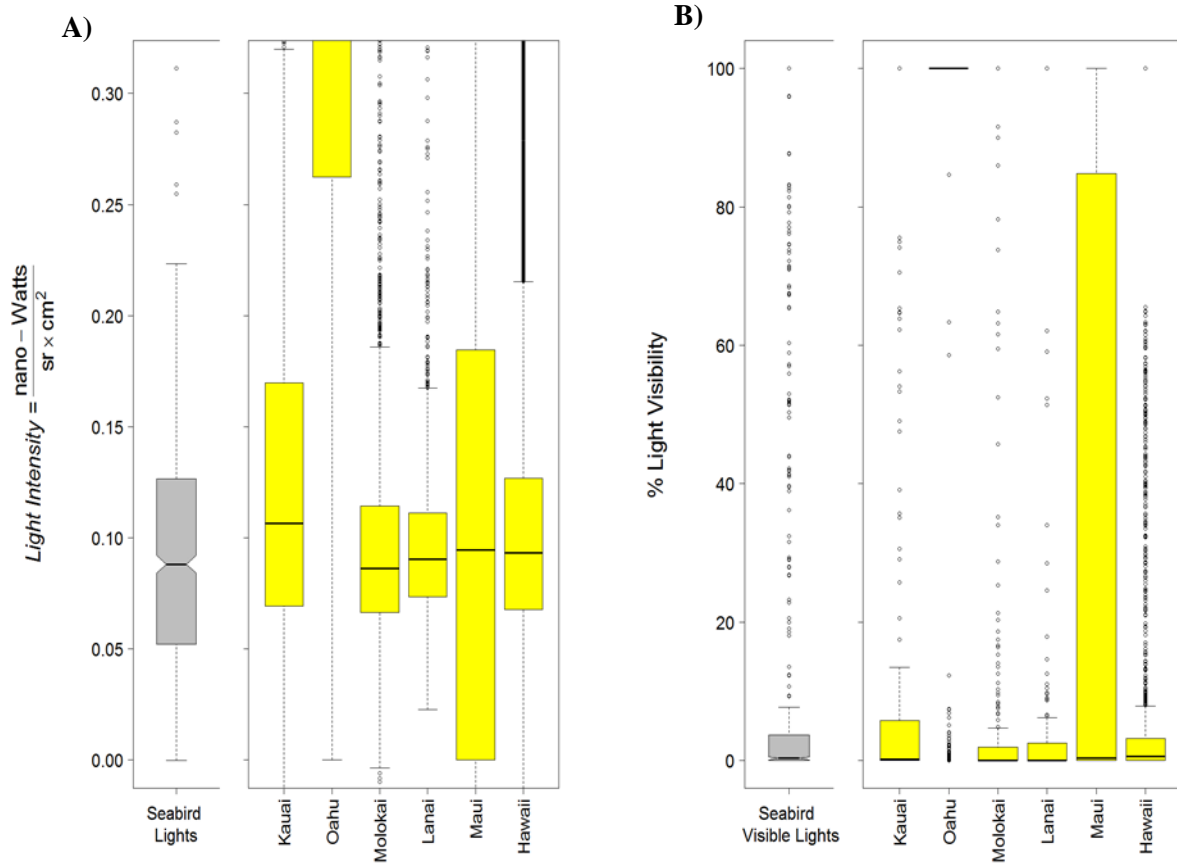 A)
Light Intensity = nano – Watts
sr × cm²
0.30
0.25
0.20
0.15
0.10
0.05
0.00
Seabird
Lights
Kauai
Oahu
Molokai
Lanai
Maui
Hawaii
B)
% Light Visibility
100
80
60
40
20
0
Seabird
Visible Lights
Kauai
Oahu
Molokai
Lanai
Maui
Hawaii